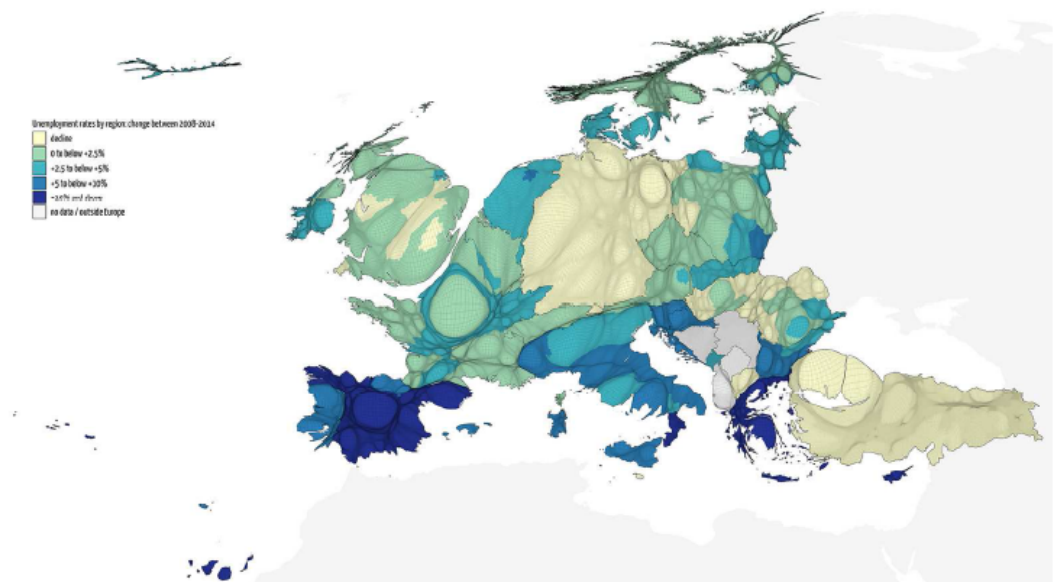 Unemployment rates by region: change between 2008-2014
decline
0 to below +2.5%
+2.5 to below +5%
+5 to below +10%
and above
no data / outside Europe